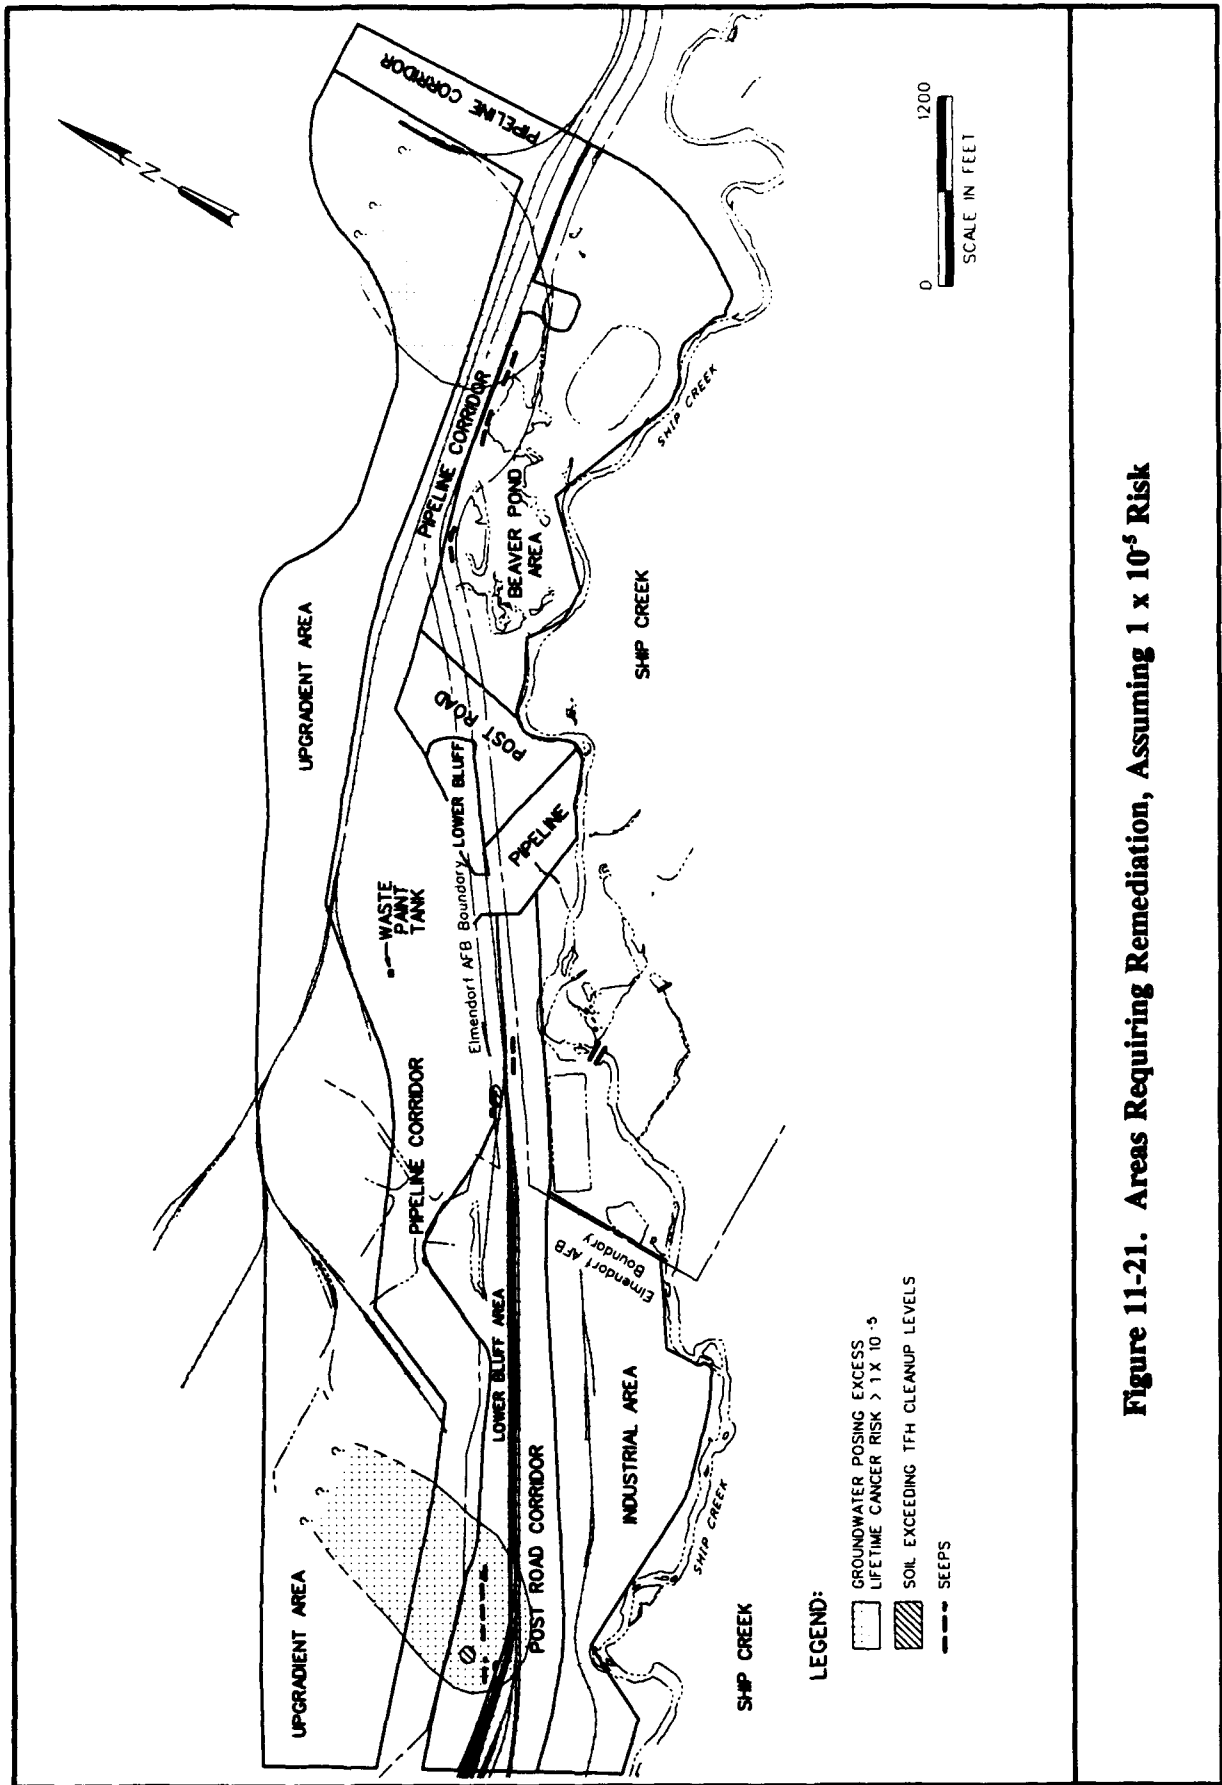 N
PIPELINE CORRIDOR
?
?
?
UPGRADIENT AREA
PIPELINE CORRIDOR
BEAVER POND
AREA
SHIP CREEK
SHIP CREEK
POST ROAD
LOWER BLUFF
PIPELINE
Elmendorf AFB Boundary
WASTE
PAINT
TANK
PIPELINE CORRIDOR
LOWER BLUFF AREA
Elmendorf AFB
Boundary
UPGRADIENT AREA
?
?
?
POST ROAD CORRIDOR
INDUSTRIAL AREA
SHIP CREEK
SHIP CREEK
0
1200
SCALE IN FEET
LEGEND:
GROUNDWATER POSING EXCESS
LIFETIME CANCER RISK > 1 X 10 -5
SOIL EXCEEDING TFH CLEANUP LEVELS
SEEPS
Figure 11-21. Areas Requiring Remediation, Assuming 1 x 10⁻⁵ Risk